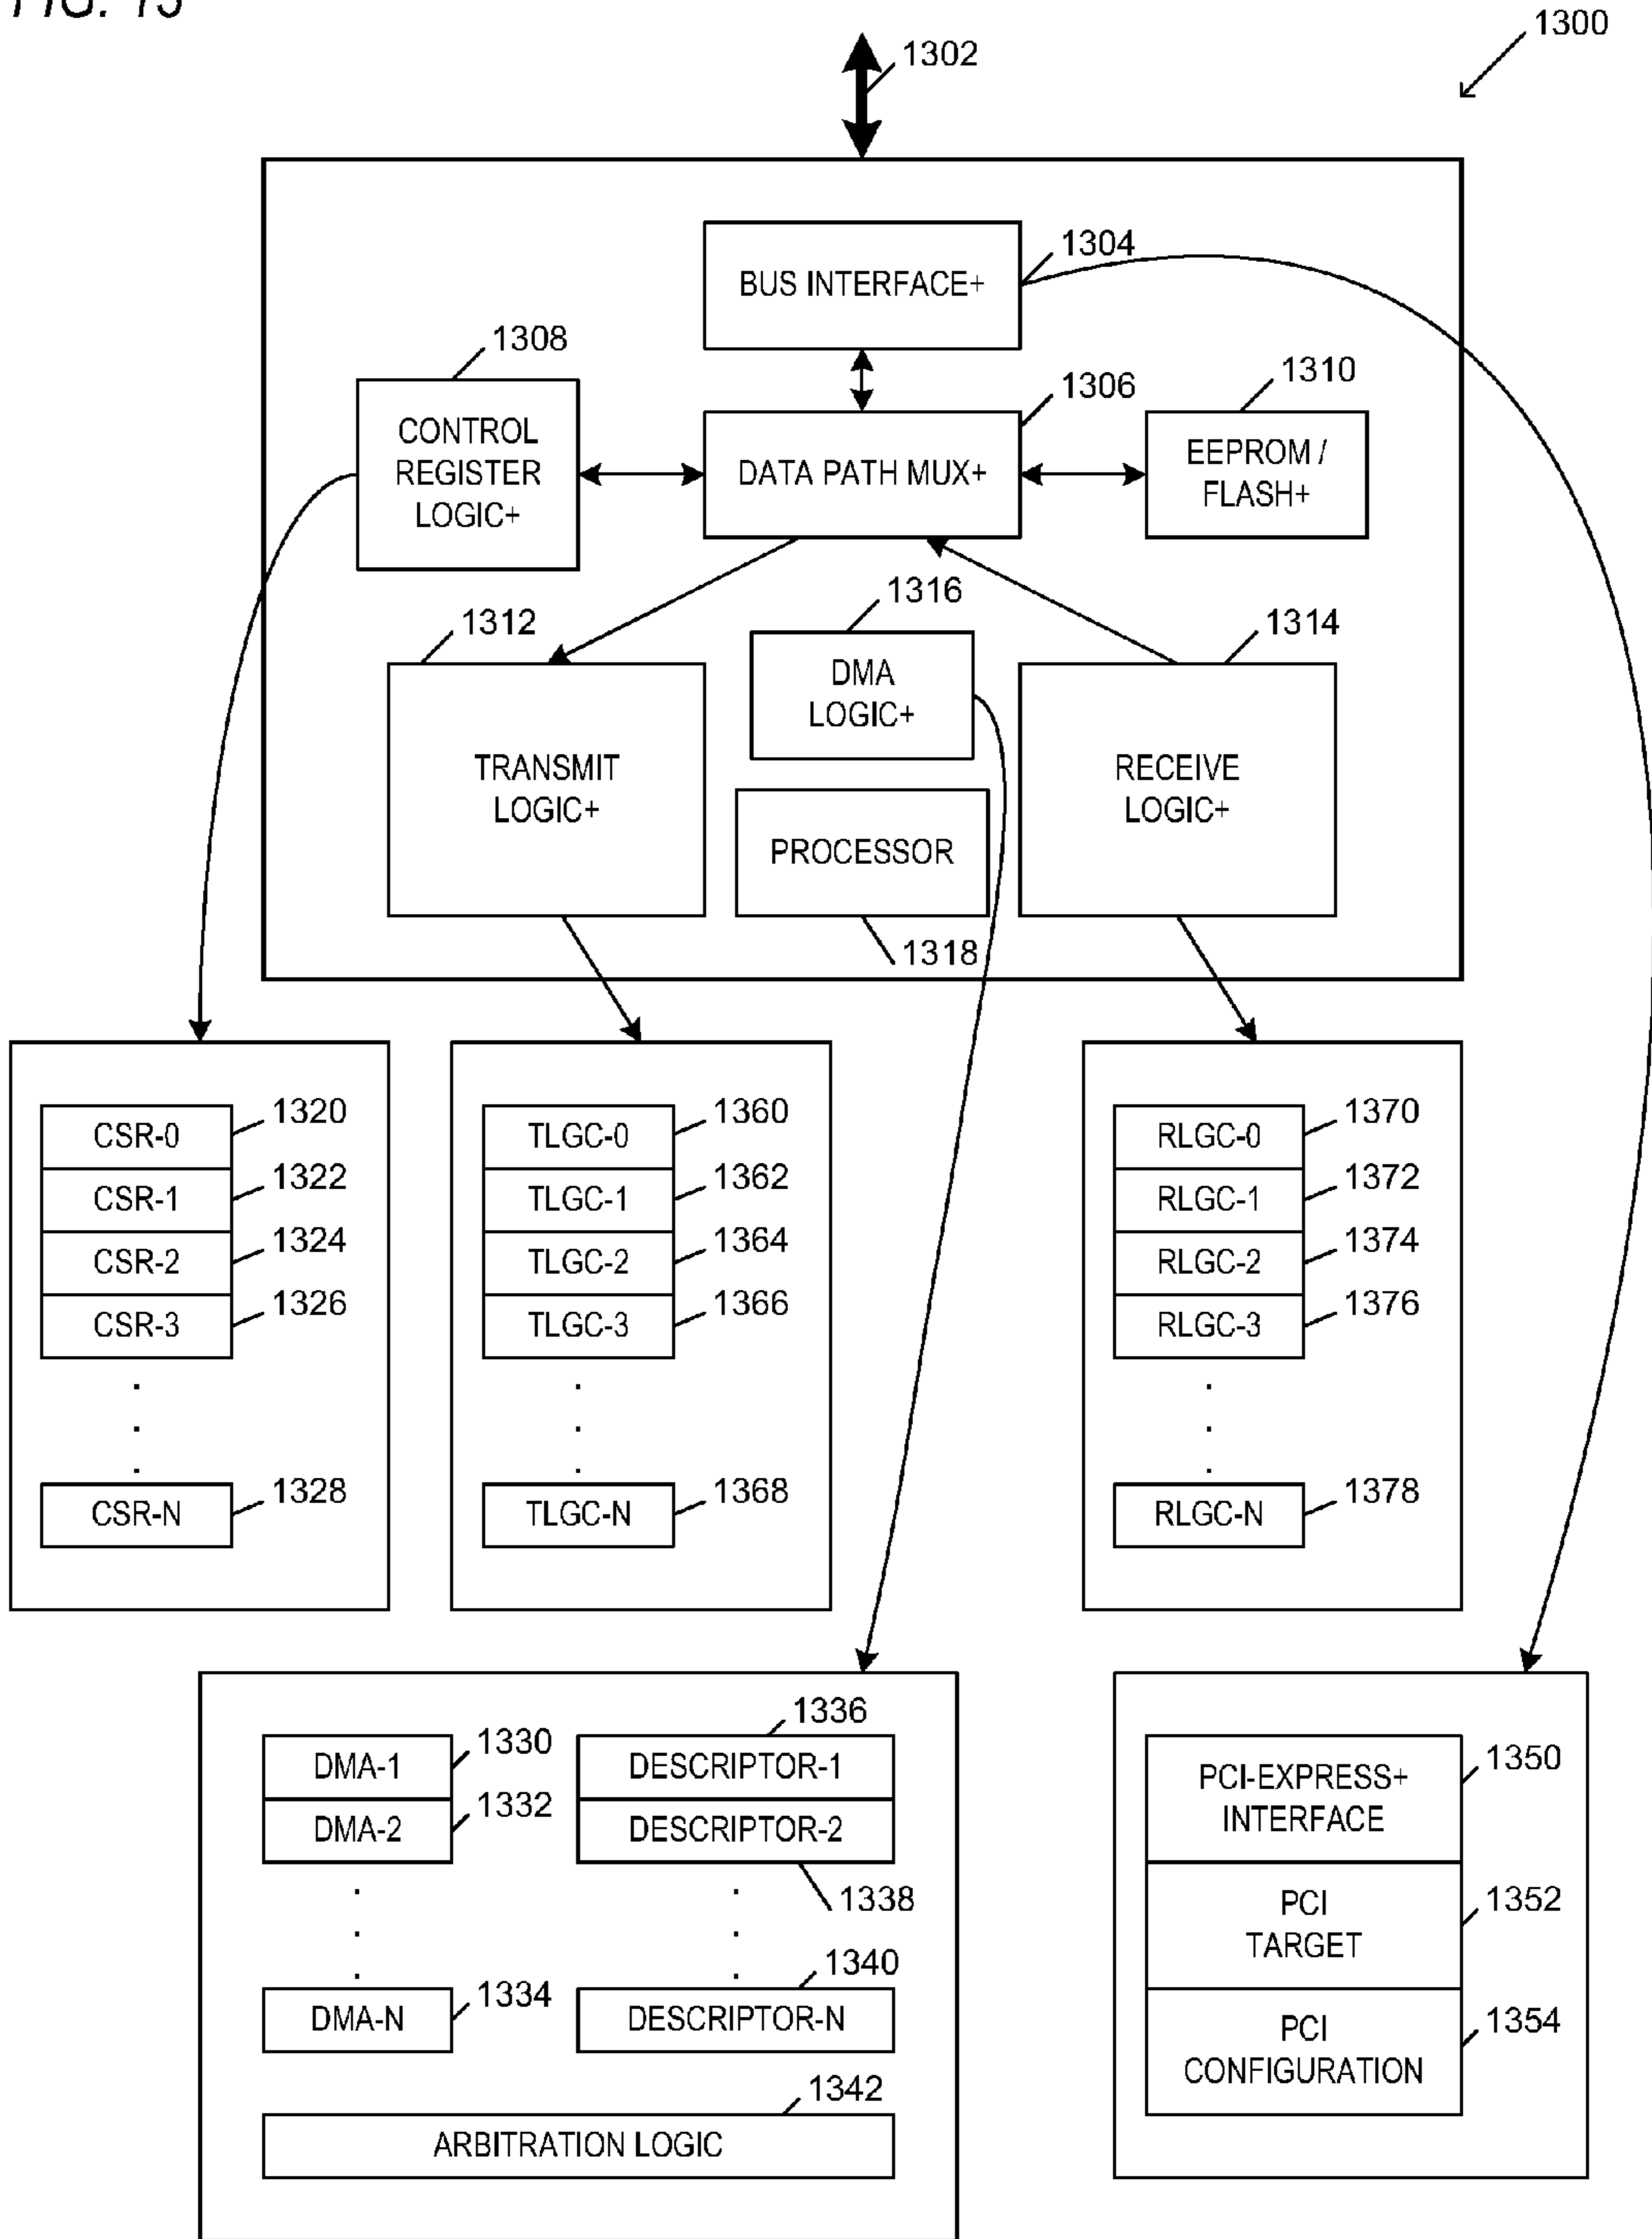 FIG. 13
1300
1302
1304
BUS INTERFACE+
1308
1306
1310
CONTROL
REGISTER
LOGIC+
DATA PATH MUX+
EEPROM /
FLASH+
1312
1316
1314
DMA
LOGIC+
TRANSMIT
LOGIC+
RECEIVE
LOGIC+
PROCESSOR
1318
CSR-0
1320
CSR-1
1322
CSR-2
1324
CSR-3
1326
.
.
.
CSR-N
1328
TLGC-0
1360
TLGC-1
1362
TLGC-2
1364
TLGC-3
1366
.
.
.
TLGC-N
1368
RLGC-0
1370
RLGC-1
1372
RLGC-2
1374
RLGC-3
1376
.
.
.
RLGC-N
1378
DMA-1
1330
DMA-2
1332
.
.
.
DMA-N
1334
1336
DESCRIPTOR-1
DESCRIPTOR-2
1338
.
.
.
1340
DESCRIPTOR-N
1342
ARBITRATION LOGIC
PCI-EXPRESS+
INTERFACE
1350
PCI
TARGET
1352
PCI
CONFIGURATION
1354